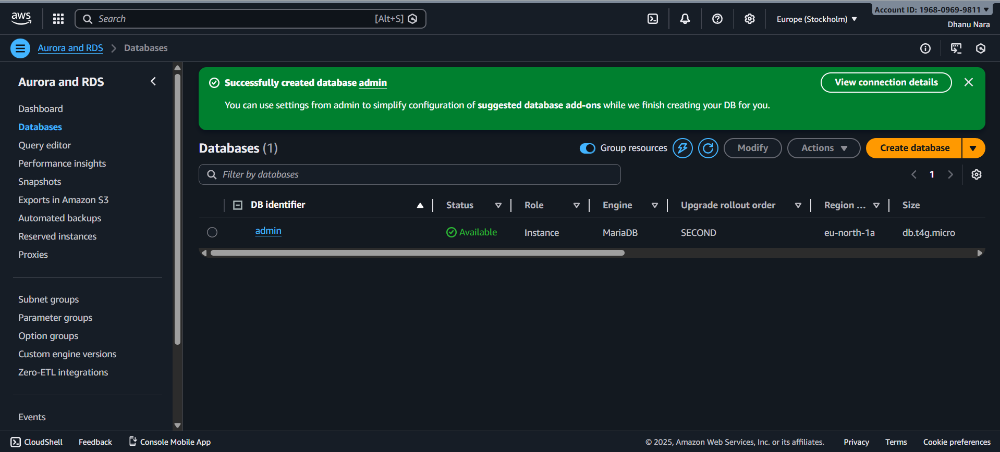 aws
Search
[Alt+S]
Europe (Stockholm)
Account ID: 1968-0969-9811
Dhanu Nara
Aurora and RDS
Databases
Aurora and RDS
Dashboard
Databases
Query editor
Performance insights
Snapshots
Exports in Amazon S3
Automated backups
Reserved instances
Proxies
Subnet groups
Parameter groups
Option groups
Custom engine versions
Zero-ETL integrations
Events
Successfully created database admin
View connection details
You can use settings from admin to simplify configuration of suggested database add-ons while we finish creating your DB for you.
Databases (1)
Group resources
Modify
Actions
Create database
Filter by databases
1
DB identifier Status Role Engine Upgrade rollout order Region ... Size
admin Available Instance MariaDB SECOND eu-north-1a db.t4g.micro
CloudShell Feedback Console Mobile App © 2025, Amazon Web Services, Inc. or its affiliates. Privacy Terms Cookie preferences